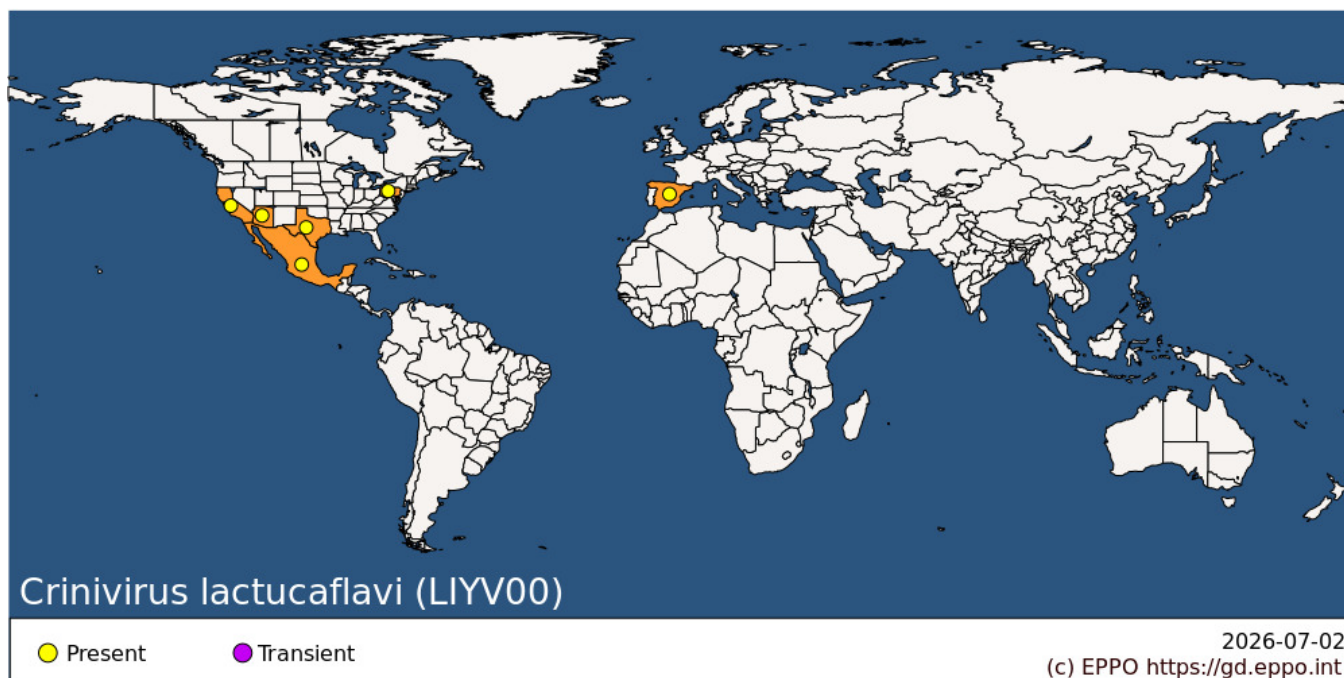 Crinivirus lactucaflavi (LIYV00)
Present
Transient
2026-07-02
(c) EPPO https://gd.eppo.int